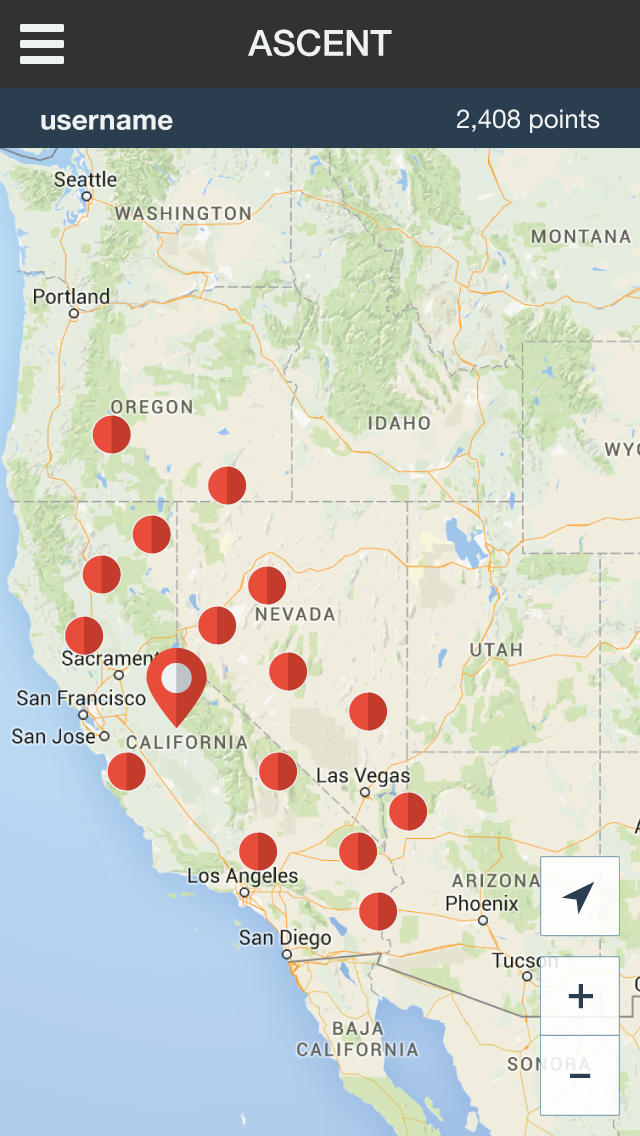 ASCENT
username
2,408 points
Seattle
WASHINGTON
MONTANA
Portland
OREGON
IDAHO
WYO
NEVADA
UTAH
Sacrament
San Francisco
San Jose
CALIFORNIA
Las Vegas
Los Angeles
ARIZONA
Phoenix
San Diego
Tucson
BAJA
CALIFORNIA
SONORA